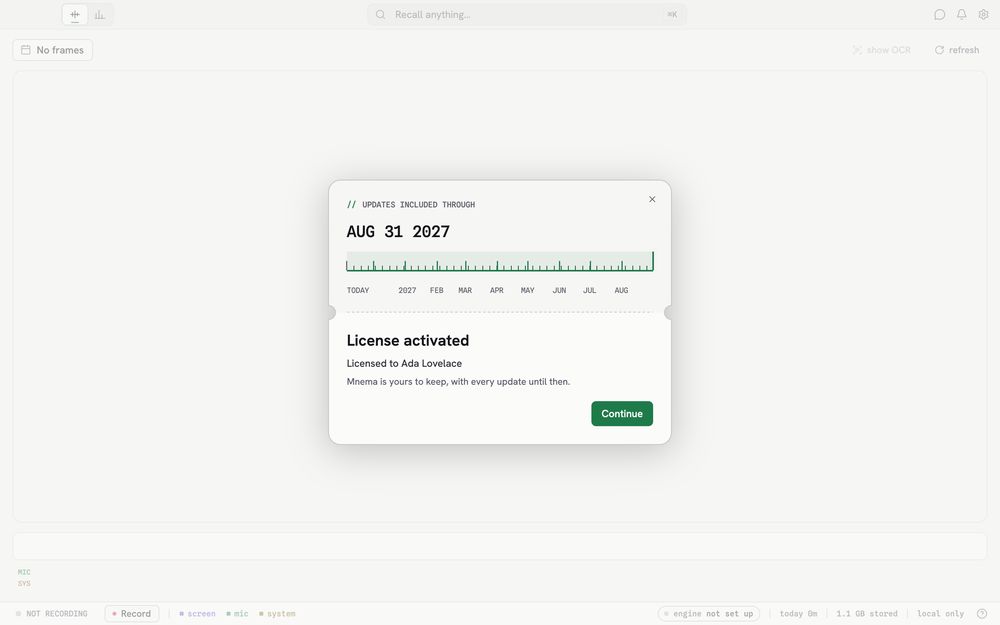 Recall anything...
⌘K
No frames
show OCR
refresh
// UPDATES INCLUDED THROUGH
AUG 31 2027
TODAY 2027 FEB MAR APR MAY JUN JUL AUG
License activated
Licensed to Ada Lovelace
Mnema is yours to keep, with every update until then.
Continue
MIC
SYS
NOT RECORDING Record screen mic system engine not set up today 0m 1.1 GB stored local only